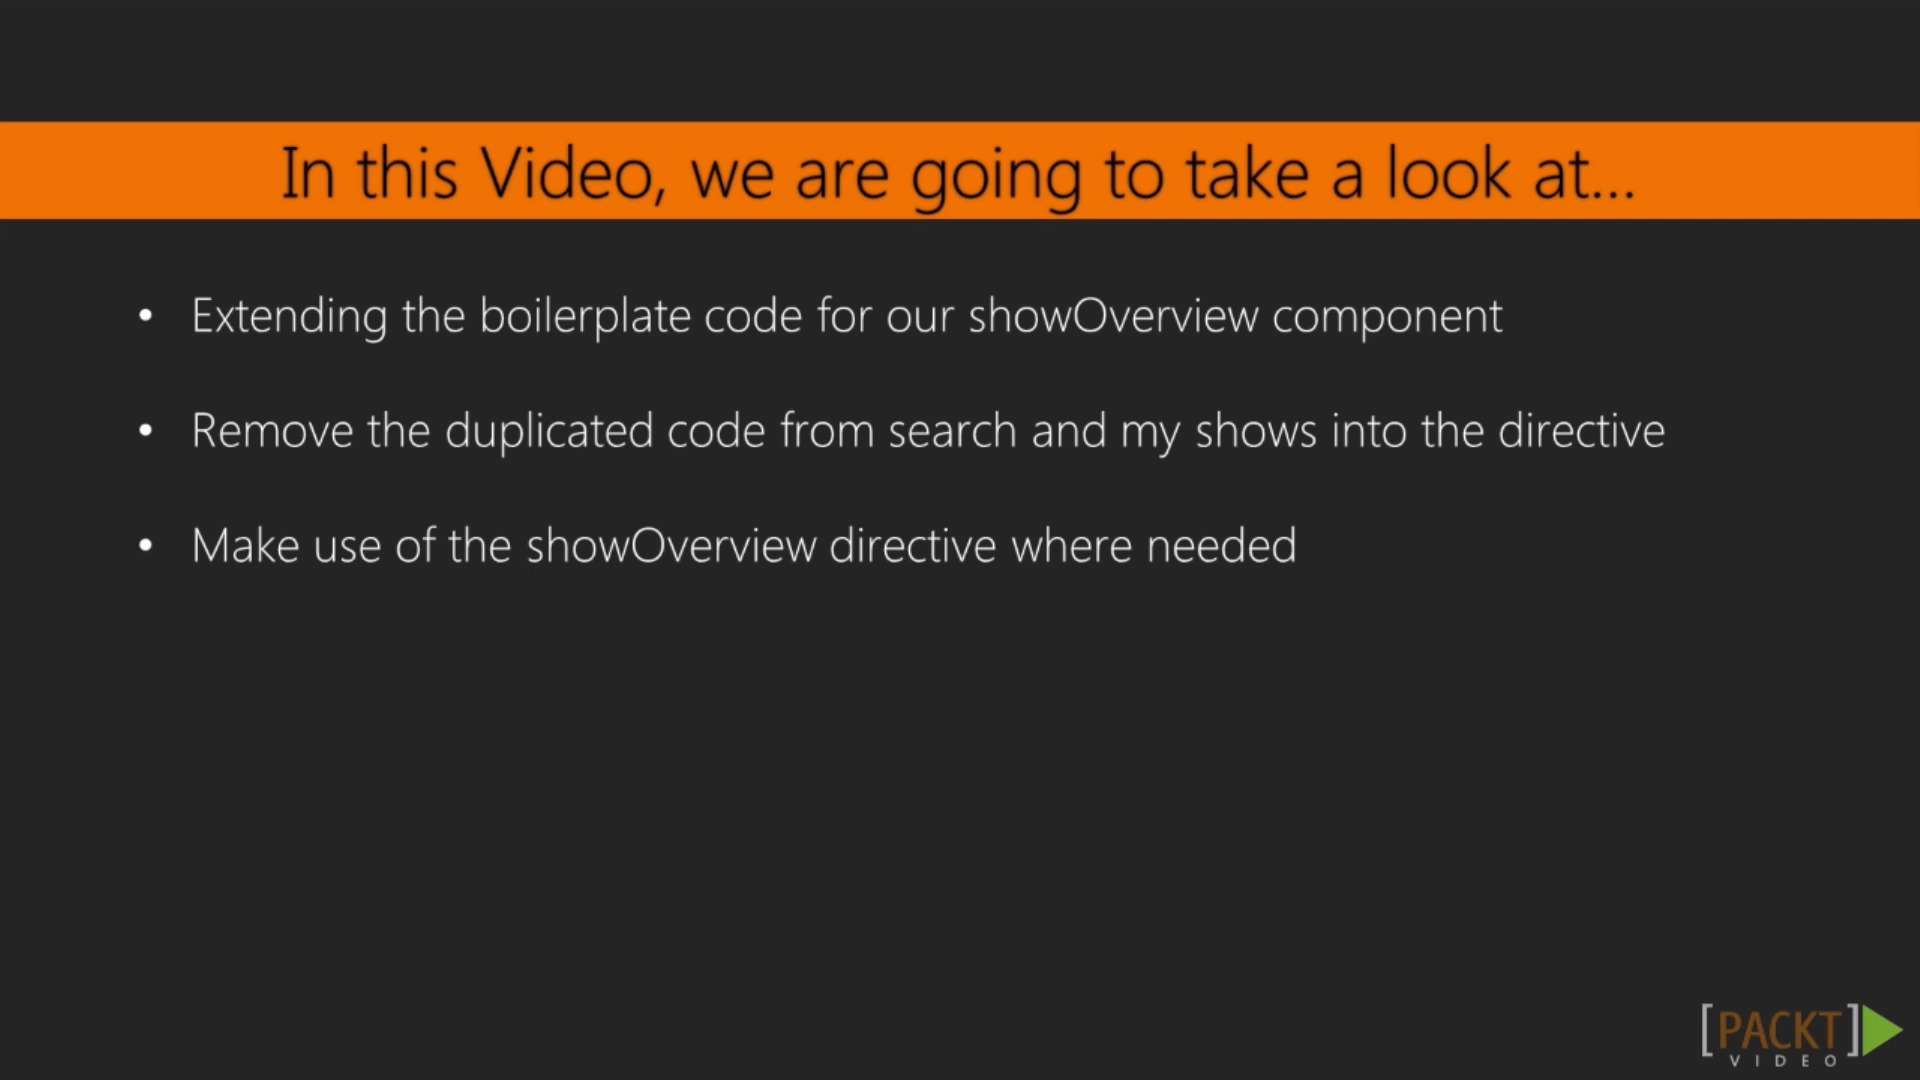 In this Video, we are going to take a look at...
• Extending the boilerplate code for our showOverview component
• Remove the duplicated code from search and my shows into the directive
• Make use of the showOverview directive where needed
[PACKT]
VIDEO